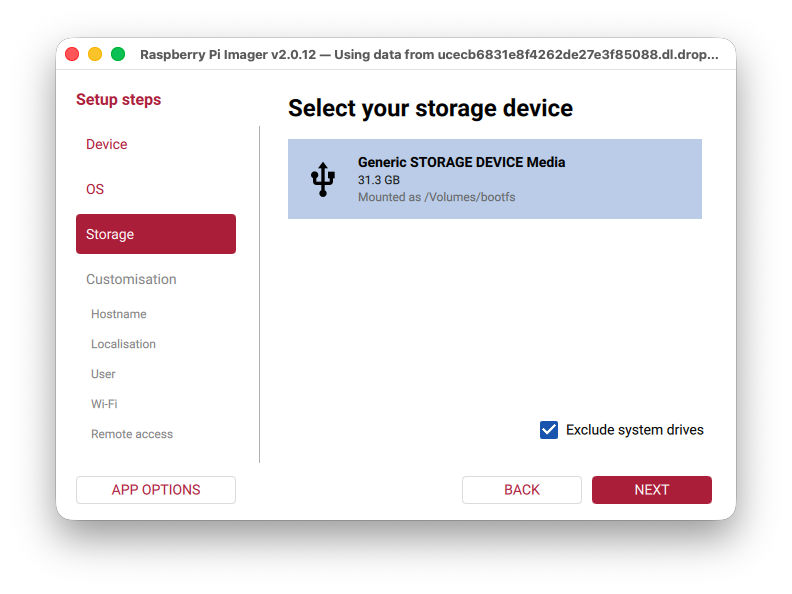 Raspberry Pi Imager v2.0.12 — Using data from ucecb6831e8f4262de27e3f85088.dl.drop...
Setup steps
Device
OS
Storage
Customisation
Hostname
Localisation
User
Wi-Fi
Remote access
APP OPTIONS
Select your storage device
Generic STORAGE DEVICE Media
31.3 GB
Mounted as /Volumes/bootfs
Exclude system drives
BACK
NEXT